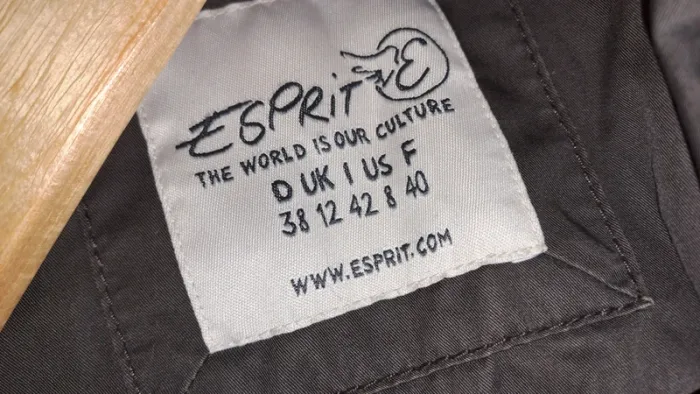 ESPRIT E
THE WORLD IS OUR CULTURE
D UK I US F
38 12 42 8 40
WWW.ESPRIT.COM